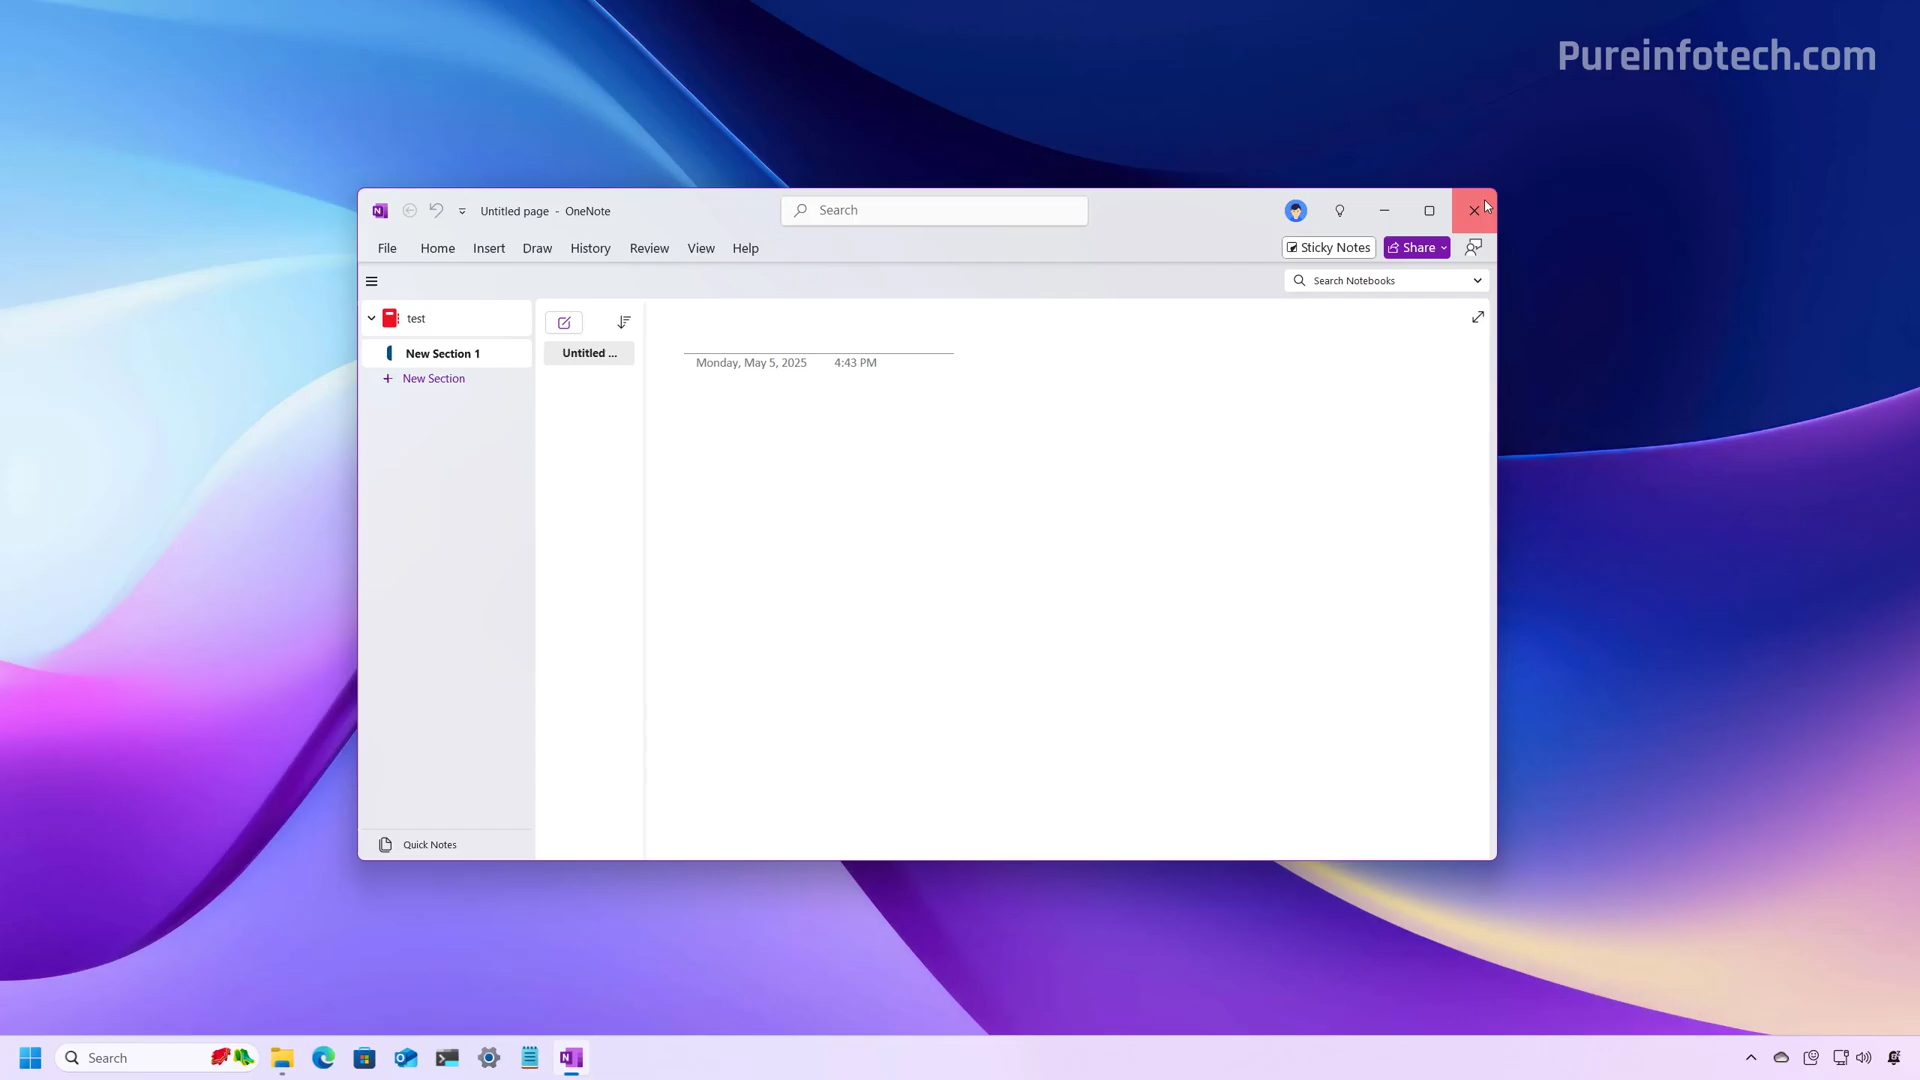 Pureinfotech.com
Untitled page - OneNote
Search
File Home Insert Draw History Review View Help
Sticky Notes
Share
Search Notebooks
test
New Section 1
New Section
Untitled ...
Monday, May 5, 2025 4:43 PM
Quick Notes
Search